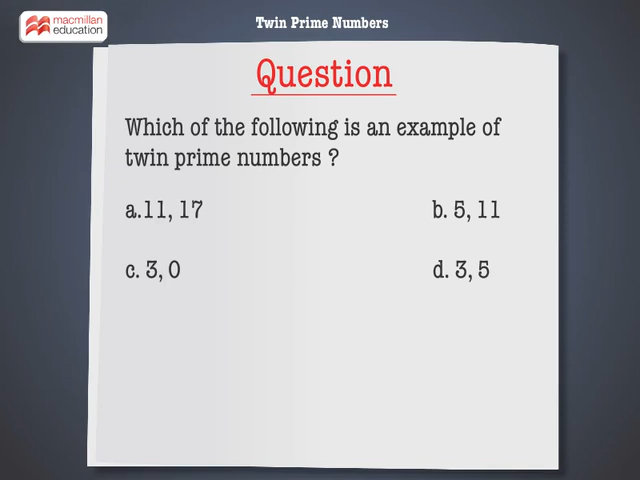 macmillan
education
Twin Prime Numbers
Question
Which of the following is an example of
twin prime numbers ?
a.11, 17
b. 5, 11
c. 3, 0
d. 3, 5